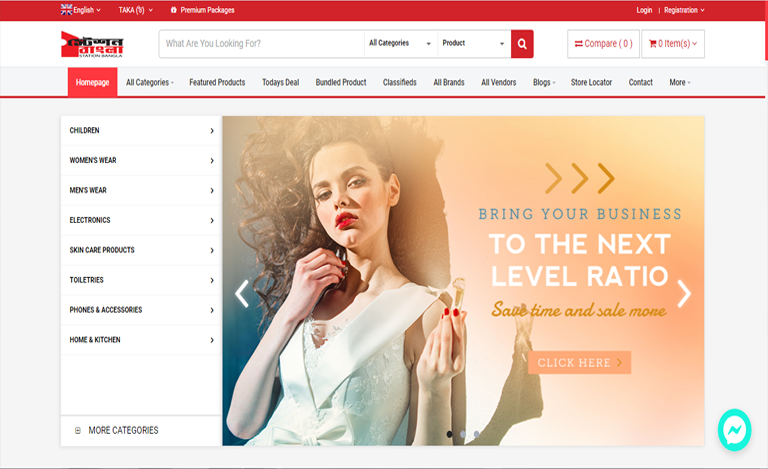 English
TAKA (৳)
Premium Packages
Login | Registration
স্টেশন
বাংলা
STATION BANGLA
What Are You Looking For?
All Categories
Product
Compare ( 0 )
0 Item(s)
Homepage
All Categories
Featured Products
Todays Deal
Bundled Product
Classifieds
All Brands
All Vendors
Blogs
Store Locator
Contact
More
CHILDREN
WOMEN'S WEAR
MEN'S WEAR
ELECTRONICS
SKIN CARE PRODUCTS
TOILETRIES
PHONES & ACCESSORIES
HOME & KITCHEN
MORE CATEGORIES
BRING YOUR BUSINESS
TO THE NEXT
LEVEL RATIO
Save time and sale more
CLICK HERE >